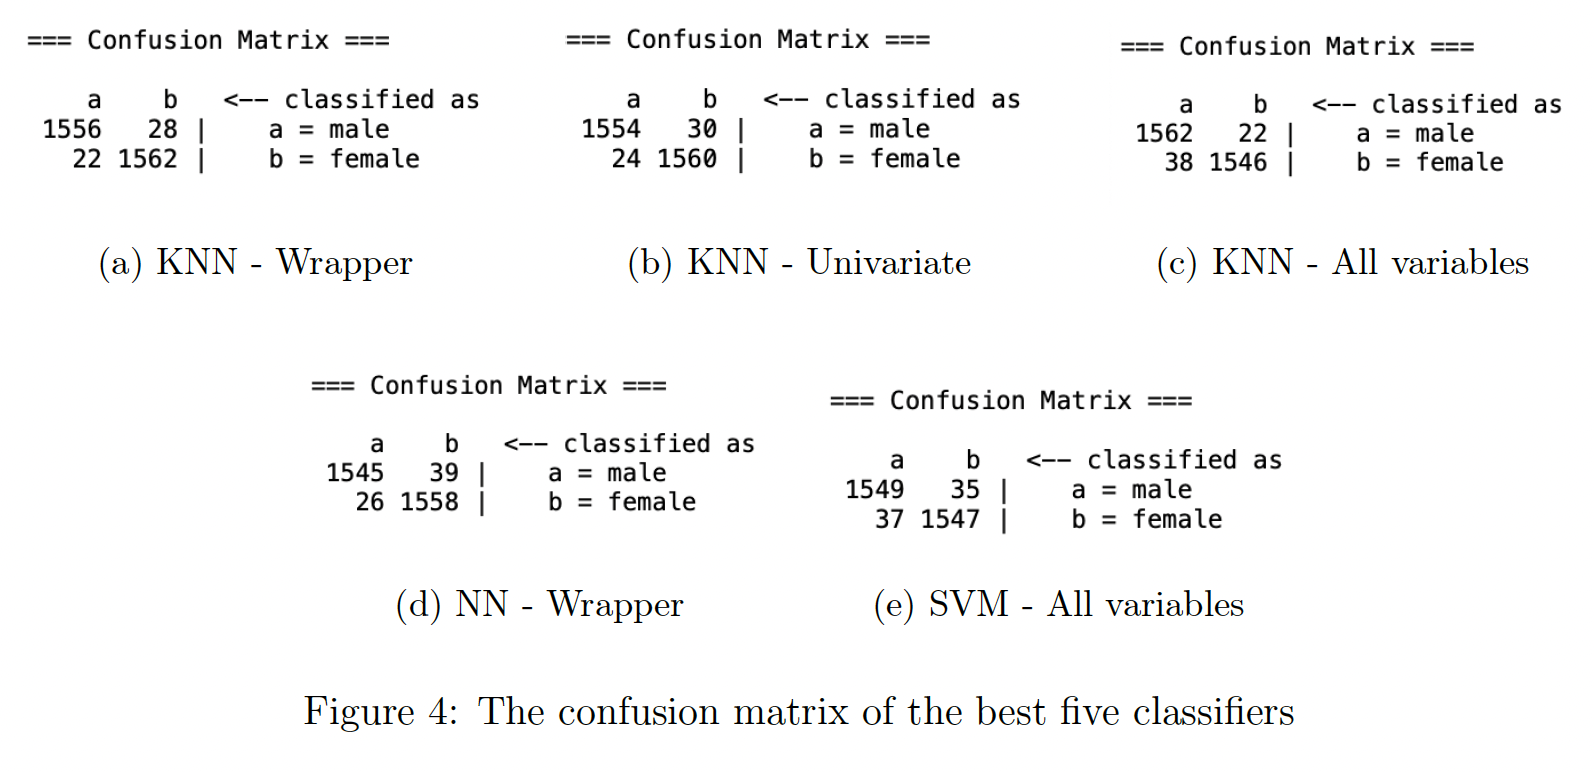 === Confusion Matrix ===
a b <-- classified as
1556 28 | a = male
22 1562 | b = female
(a) KNN - Wrapper
=== Confusion Matrix ===
a b <-- classified as
1554 30 | a = male
24 1560 | b = female
(b) KNN - Univariate
=== Confusion Matrix ===
a b <-- classified as
1562 22 | a = male
38 1546 | b = female
(c) KNN - All variables
=== Confusion Matrix ===
a b <-- classified as
1545 39 | a = male
26 1558 | b = female
(d) NN - Wrapper
=== Confusion Matrix ===
a b <-- classified as
1549 35 | a = male
37 1547 | b = female
(e) SVM - All variables
Figure 4: The confusion matrix of the best five classifiers